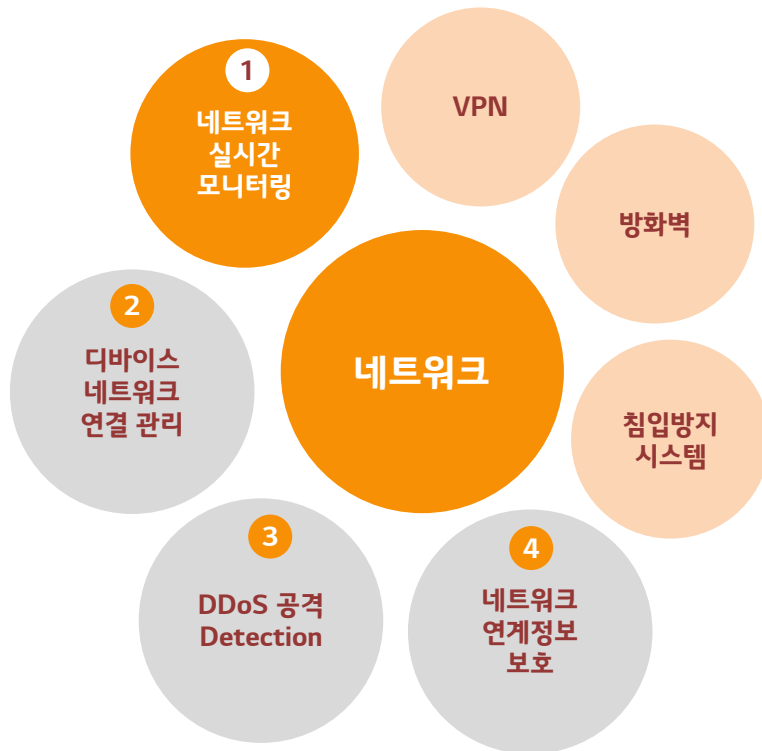 1
네트워크
실시간
모니터링
VPN
방화벽
2
디바이스
네트워크
연결 관리
네트워크
침입방지
시스템
3
DDoS 공격
Detection
4
네트워크
연계정보
보호